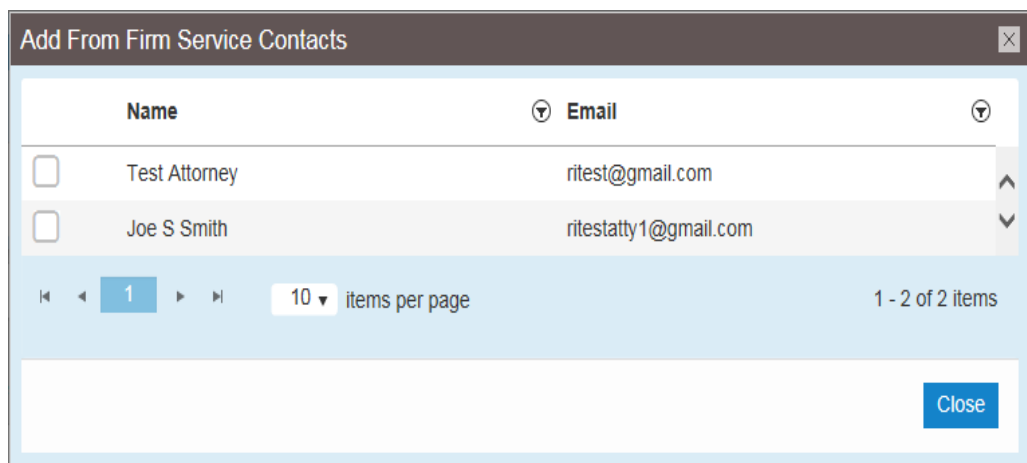 Add From Firm Service Contacts
Name Email
Test Attorney ritest@gmail.com
Joe S Smith ritestatty1@gmail.com
1 10 items per page 1 - 2 of 2 items
Close